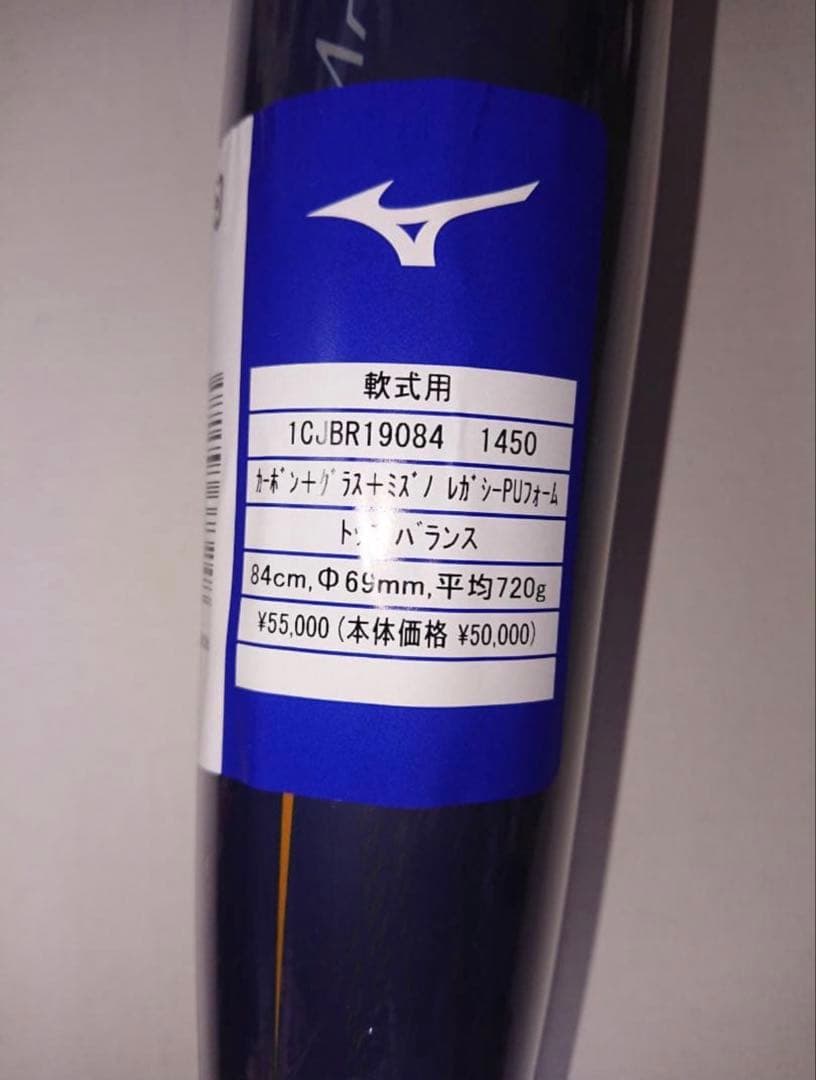 軟式用
1CJBR19084 1450
ｶｰﾎﾞﾝ＋ｸﾞﾗｽ＋ﾐｽﾞﾉ ﾚｶﾞｼｰPUﾌｫｰﾑ
ﾊﾞランス
84cm,Φ69mm,平均720g
¥55,000(本体価格 ¥50,000)